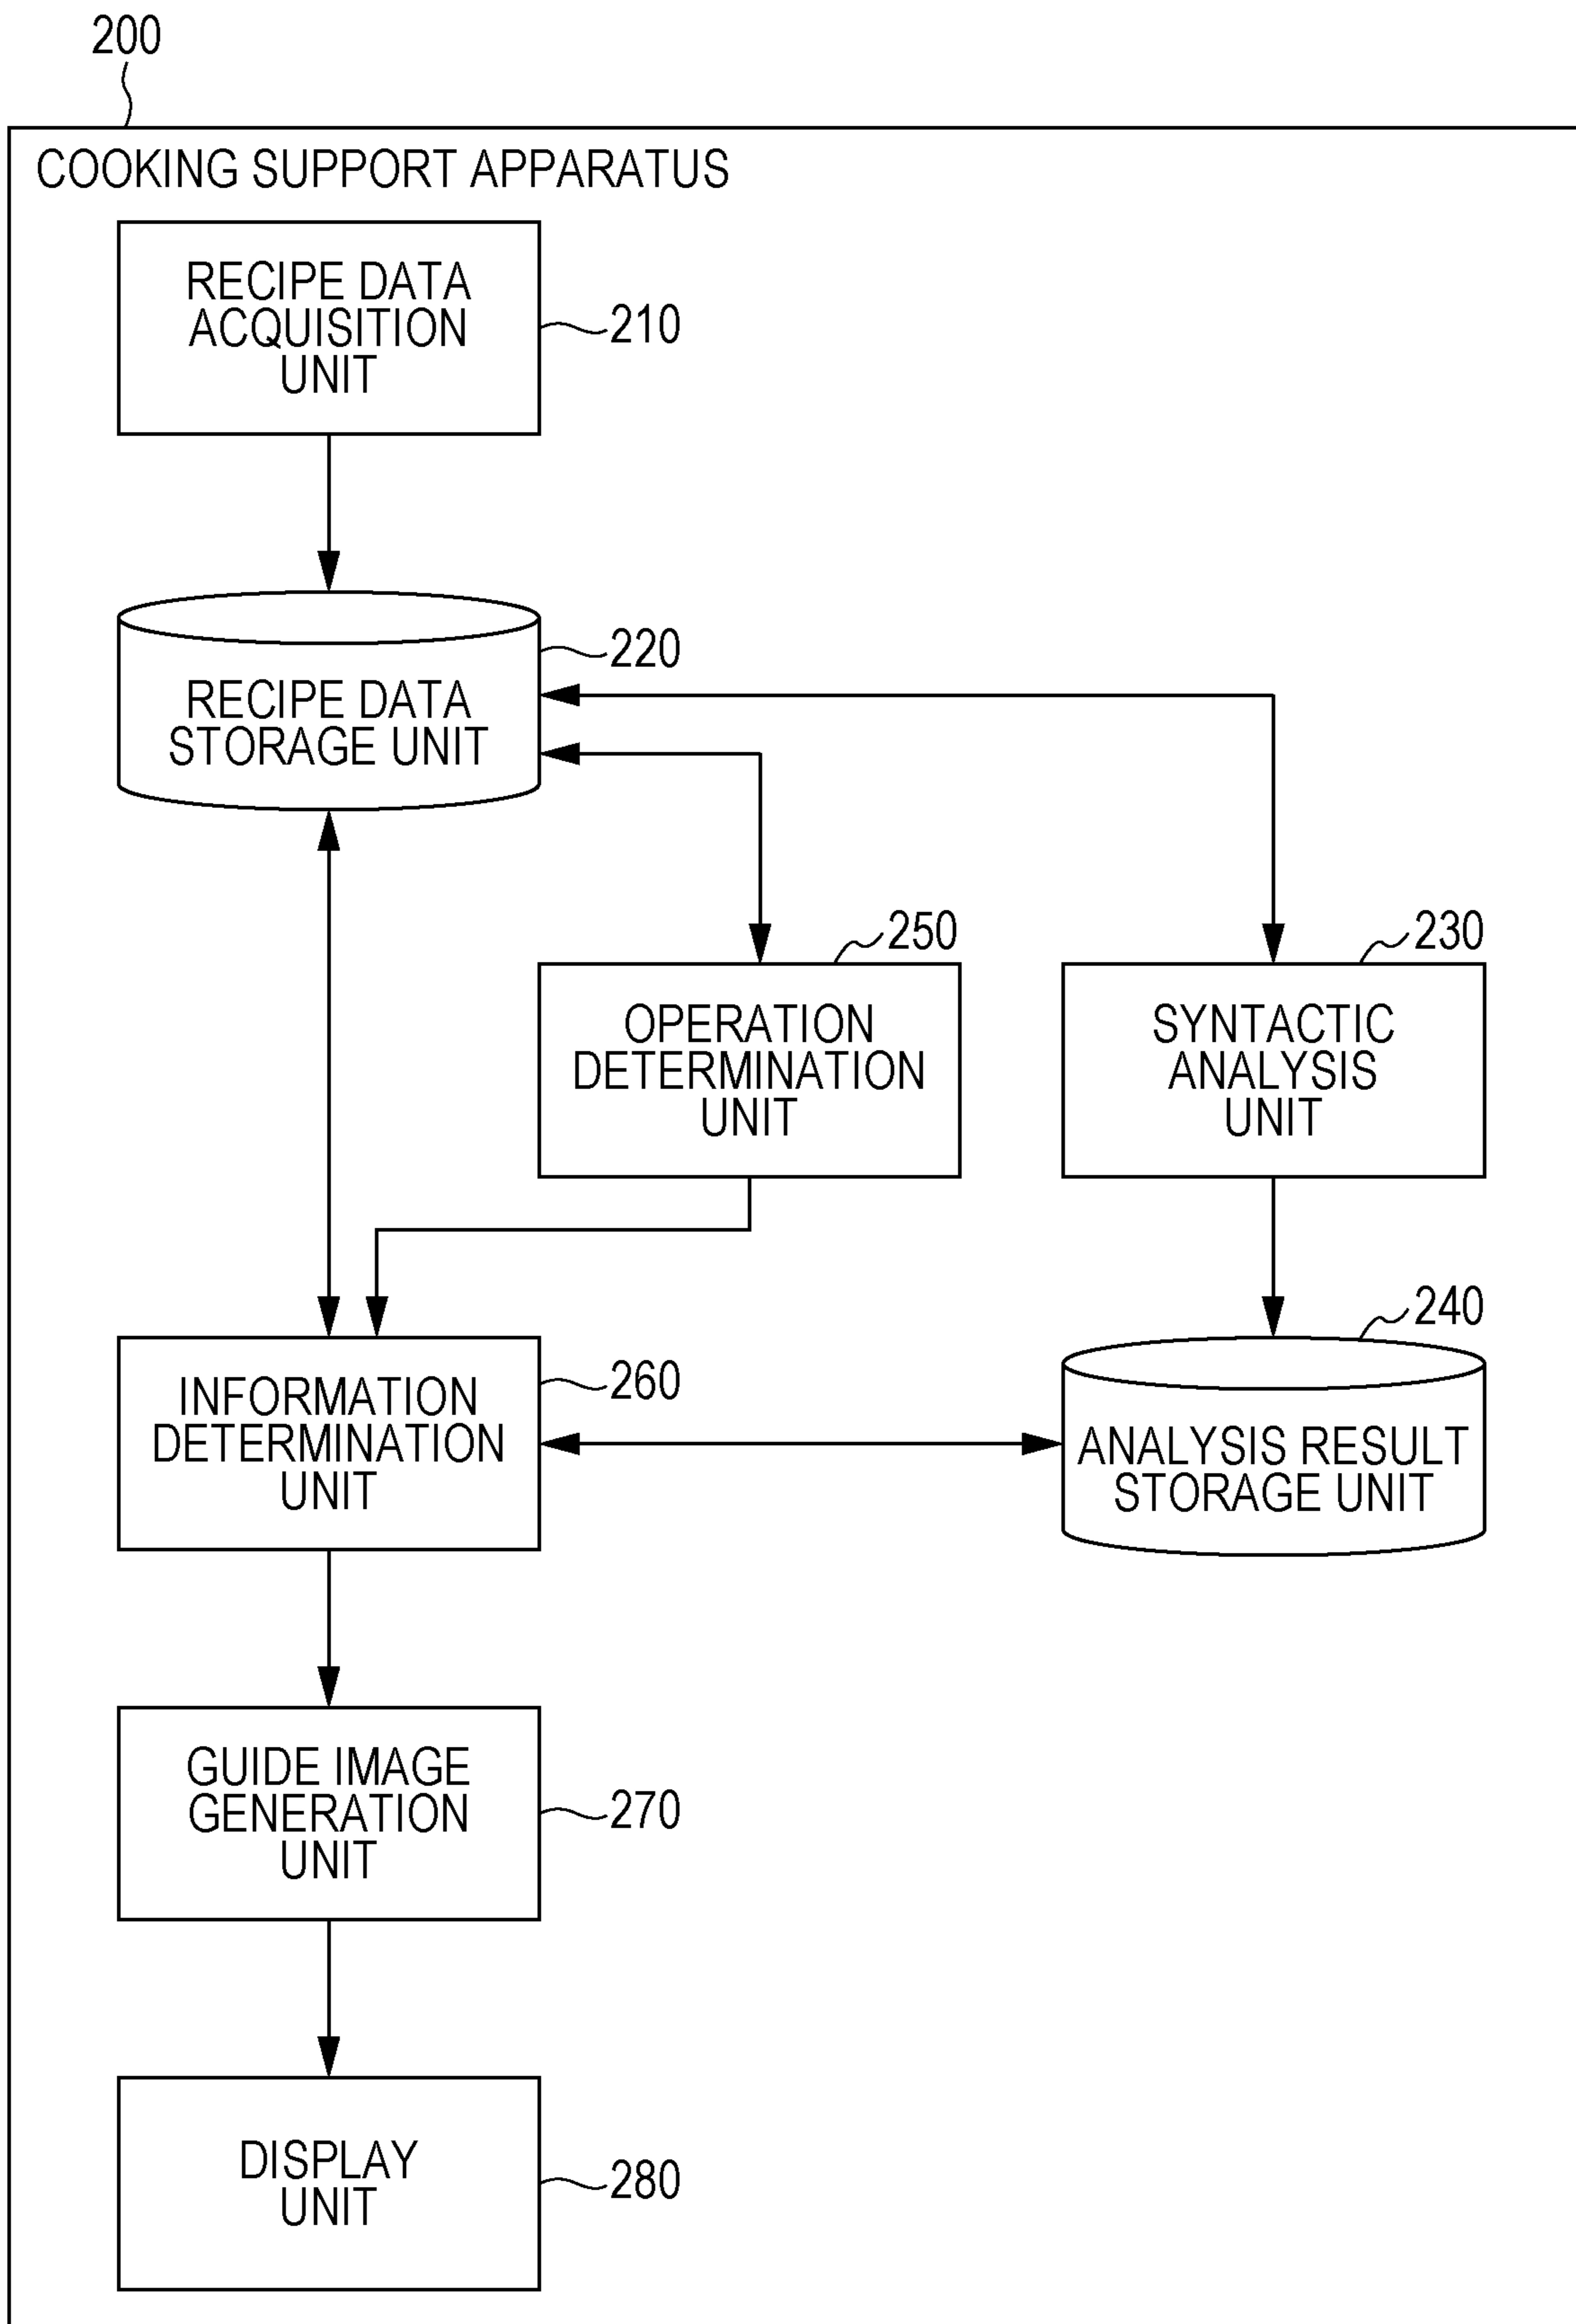 200
COOKING SUPPORT APPARATUS
RECIPE DATA
ACQUISITION
UNIT
210
220
RECIPE DATA
STORAGE UNIT
250
230
OPERATION
DETERMINATION
UNIT
SYNTACTIC
ANALYSIS
UNIT
240
INFORMATION
DETERMINATION
UNIT
260
ANALYSIS RESULT
STORAGE UNIT
GUIDE IMAGE
GENERATION
UNIT
270
DISPLAY
UNIT
280